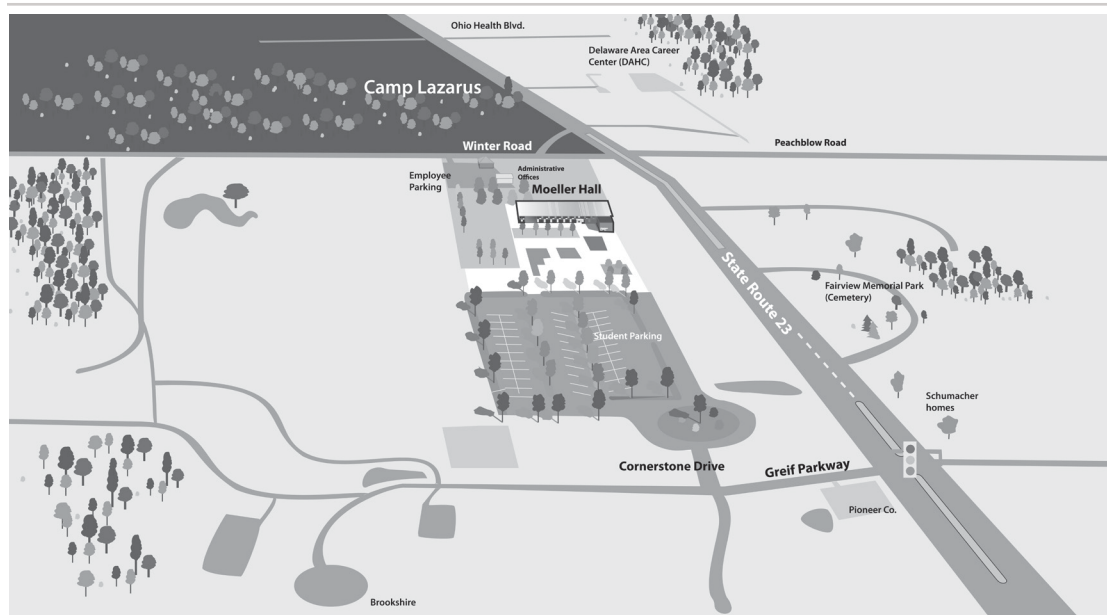 Ohio Health Blvd.
Delaware Area Career
Center (DAHC)
Camp Lazarus
Winter Road
Peachblow Road
Employee
Parking
Administrative
Offices
Moeller Hall
State Route 23
Fairview Memorial Park
(Cemetery)
Student Parking
Schumacher
homes
Cornerstone Drive
Greif Parkway
Pioneer Co.
Brookshire